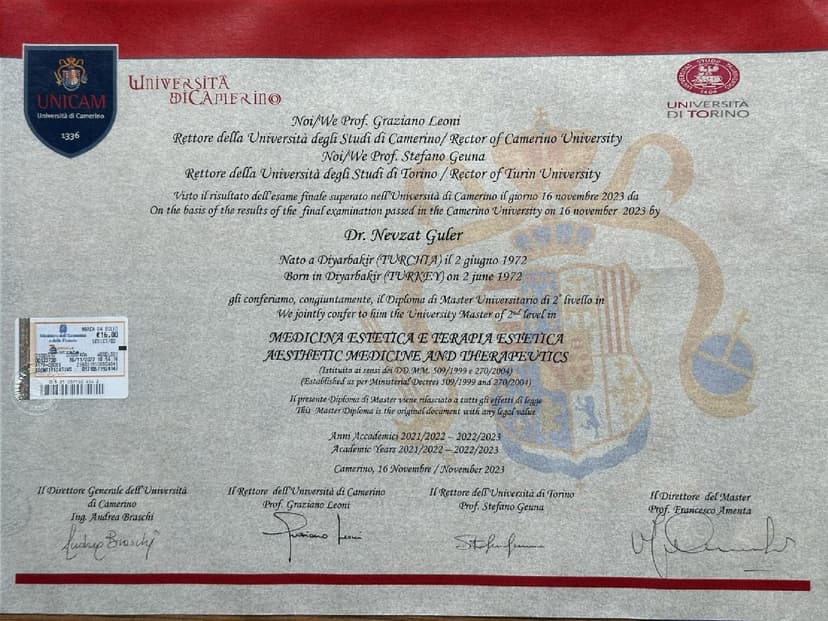 UNICAM
Università di Camerino
1336
UNIVERSITÀ
DI CAMERINO
UNIVERSITÀ
DI TORINO
Noi/We Prof. Graziano Leoni
Rettore della Università degli Studi di Camerino/ Rector of Camerino University
Noi/We Prof. Stefano Geuna
Rettore della Università degli Studi di Torino / Rector of Turin University
Visto il risultato dell'esame finale superato nell'Università di Camerino il giorno 16 novembre 2023 da
On the basis of the results of the final examination passed in the Camerino University on 16 november 2023 by
Dr. Nevzat Guler
Nato a Diyarbakir (TURCHIA) il 2 giugno 1972
Born in Diyarbakir (TURKEY) on 2 june 1972
gli conferiamo, congiuntamente, il Diploma di Master Universitario di 2° livello in
We jointly confer to him the University Master of 2nd level in
MEDICINA ESTETICA E TERAPIA ESTETICA
AESTHETIC MEDICINE AND THERAPEUTICS
(Istituito ai sensi dei DD.MM. 509/1999 e 270/2004)
(Established as per Ministerial Decrees 509/1999 and 270/2004)
Il presente Diploma di Master viene rilasciato a tutti gli effetti di legge
This Master Diploma is the original document with any legal value
Anni Accademici 2021/2022 – 2022/2023
Academic Years 2021/2022 – 2022/2023
Camerino, 16 Novembre / November 2023
MARCA DA BOLLO
€16,00
Il Direttore Generale dell'Università
di Camerino
Ing. Andrea Braschi
Andrea Braschi
Il Rettore dell'Università di Camerino
Prof. Graziano Leoni
Graziano Leoni
Il Rettore dell'Università di Torino
Prof. Stefano Geuna
Il Direttore del Master
Prof. Francesco Amenta